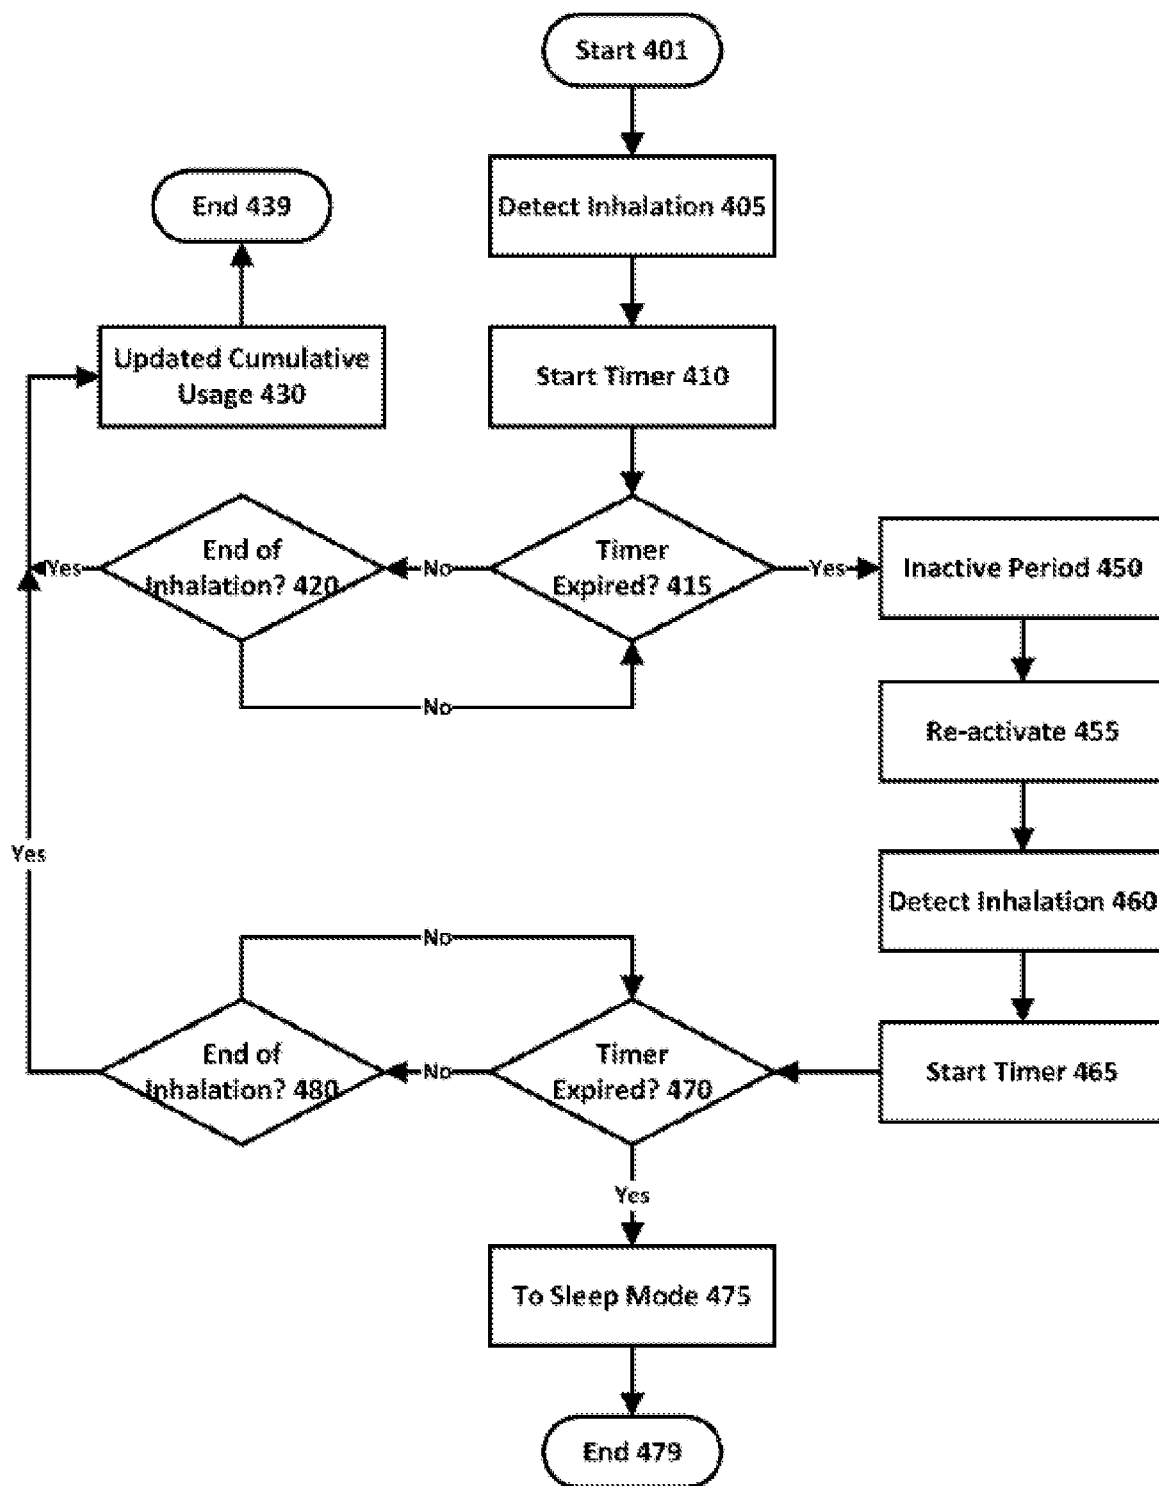 Start 401
Detect Inhalation 405
End 439
Updated Cumulative
Usage 430
Start Timer 410
End of
Inhalation? 420
Timer
Expired? 415
Yes
No
Yes
Inactive Period 450
No
Re-activate 455
Yes
Detect Inhalation 460
No
End of
Inhalation? 480
No
Timer
Expired? 470
Start Timer 465
Yes
To Sleep Mode 475
End 479